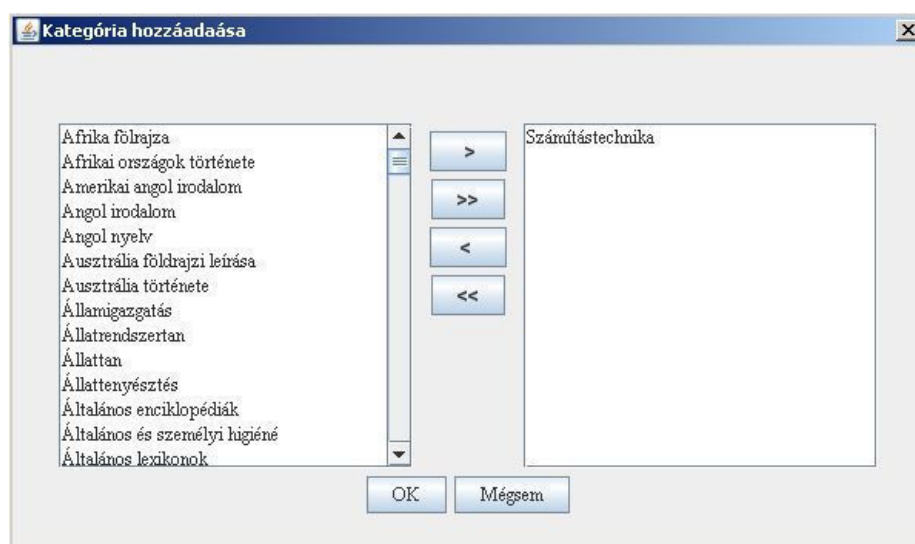 Kategória hozzáadaása
Afrika fölrajza
Afrikai országok története
Amerikai angol irodalom
Angol irodalom
Angol nyelv
Ausztrália földrajzi leírása
Ausztrália története
Államigazgatás
Állatrendszertan
Állattan
Állattenyésztés
Általános enciklopédiák
Általános és személyi higiéné
Általános lexikonok
>
>>
<
<<
Számítástechnika
OK
Mégsem